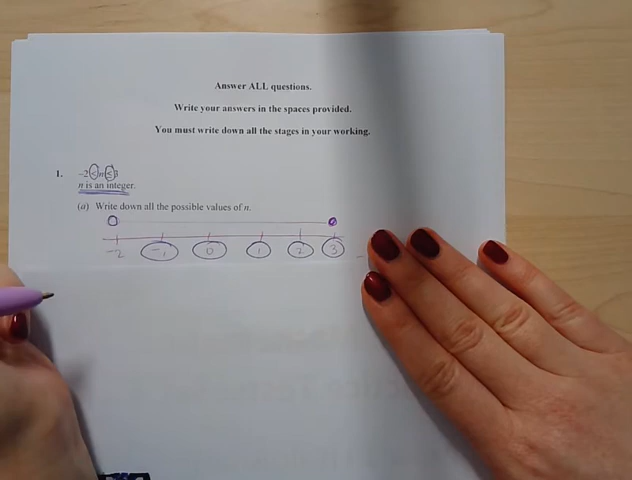 Answer ALL questions.
Write your answers in the spaces provided.
You must write down all the stages in your working.
1. -2 < n ≤ 3
n is an integer.
(a) Write down all the possible values of n.
-2 -1 0 1 2 3